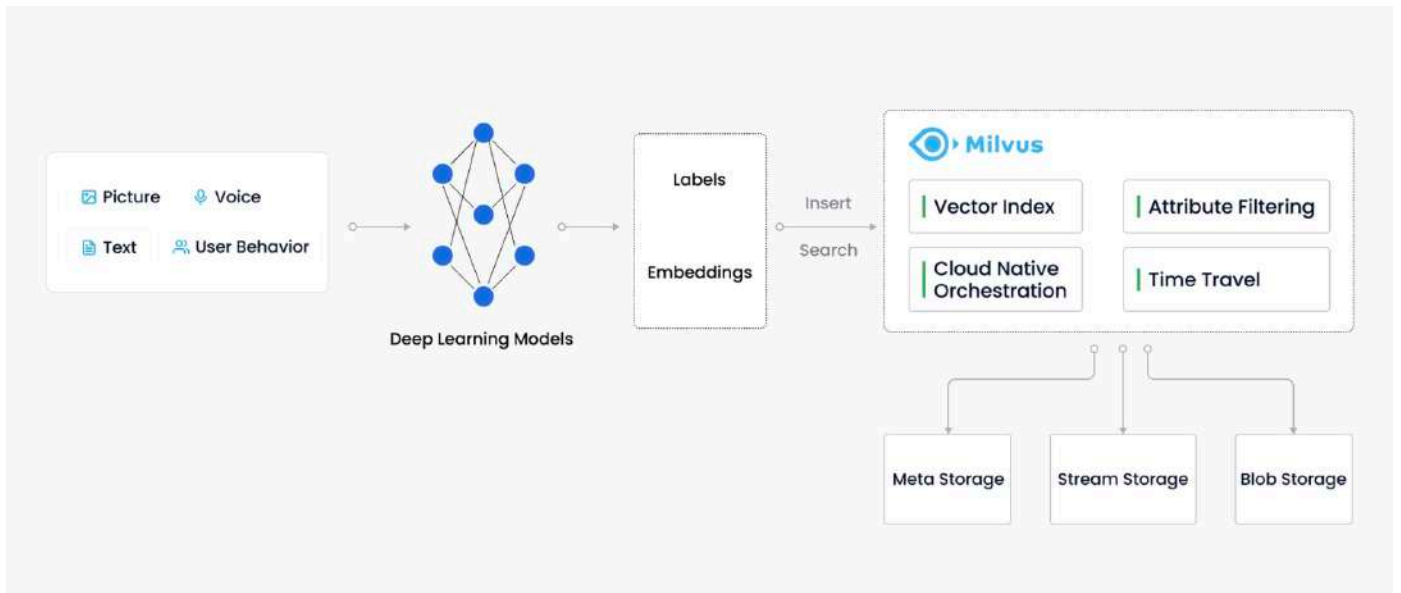 Picture
Voice
Text
User Behavior
Deep Learning Models
Labels
Embeddings
Insert
Search
Milvus
Vector Index
Attribute Filtering
Cloud Native
Orchestration
Time Travel
Meta Storage
Stream Storage
Blob Storage